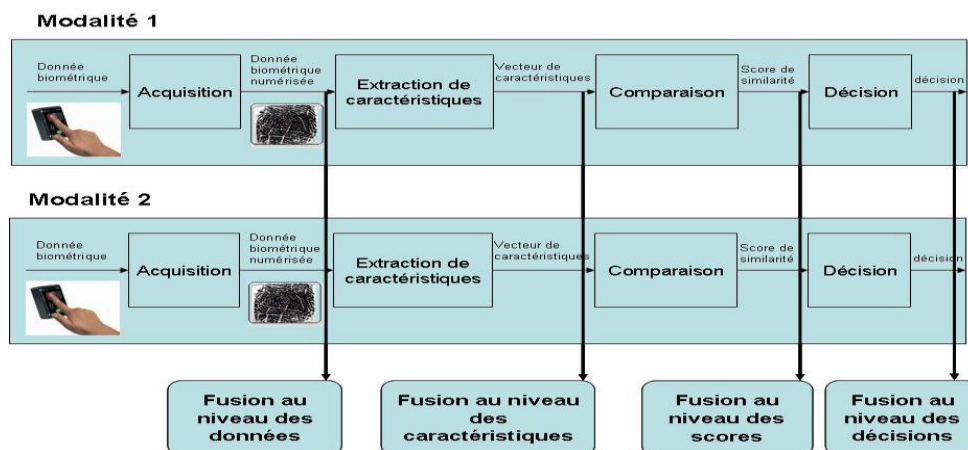 Modalité 1
Donnée
biométrique
Acquisition
Donnée
biométrique
numérisée
Extraction de
caractéristiques
Vecteur de
caractéristiques
Comparaison
Score de
similarité
Décision
décision
Modalité 2
Donnée
biométrique
Acquisition
Donnée
biométrique
numérisée
Extraction de
caractéristiques
Vecteur de
caractéristiques
Comparaison
Score de
similarité
Décision
décision
Fusion au
niveau des
données
Fusion au niveau
des
caractéristiques
Fusion au
niveau des
scores
Fusion au
niveau des
décisions